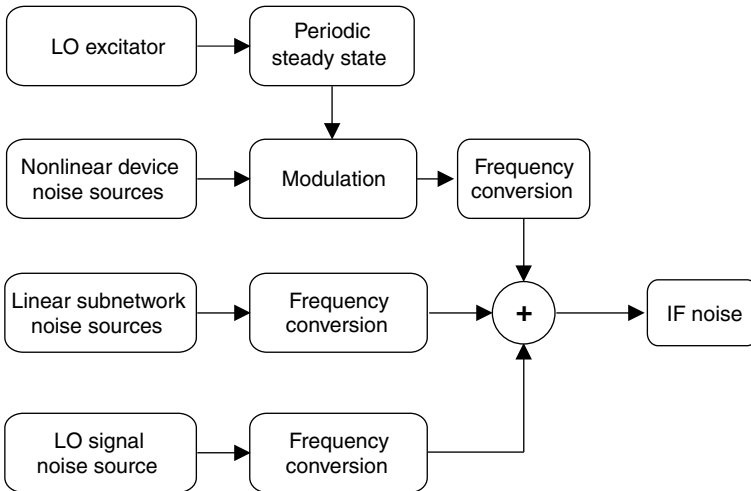 LO excitator
Periodic
steady state
Nonlinear device
noise sources
Modulation
Frequency
conversion
Linear subnetwork
noise sources
Frequency
conversion
+
IF noise
LO signal
noise source
Frequency
conversion